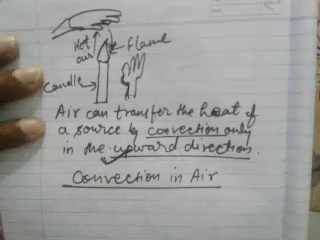 Hot
air
Flame
Candle
Air can transfer the heat of
a source by convection only
in the upward direction.
Convection in Air